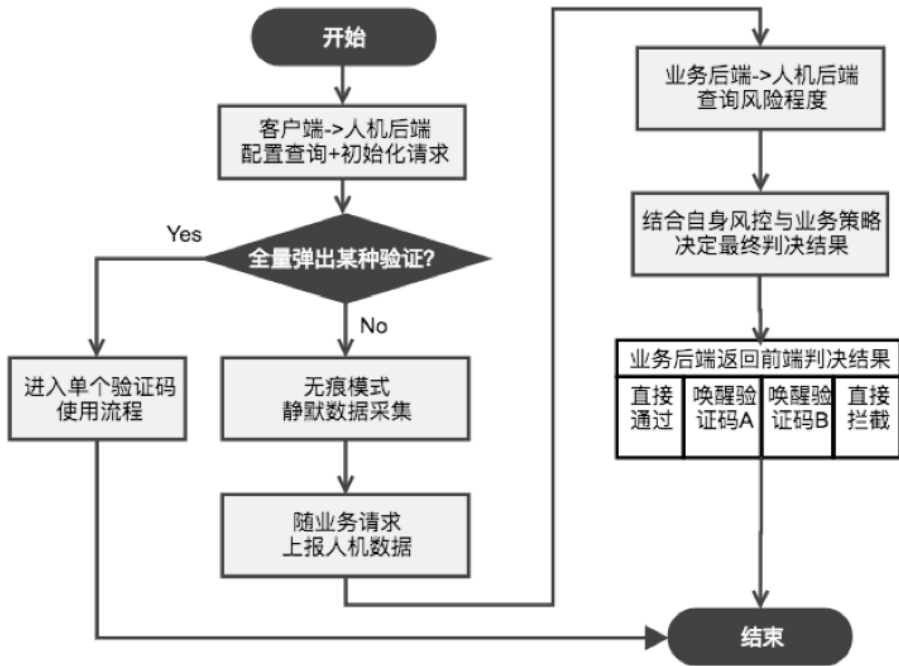 开始
客户端->人机后端
配置查询+初始化请求
全量弹出某种验证?
Yes
No
进入单个验证码
使用流程
无痕模式
静默数据采集
随业务请求
上报人机数据
业务后端->人机后端
查询风险程度
结合自身风控与业务策略
决定最终判决结果
业务后端返回前端判决结果
直接
通过
唤醒验
证码A
唤醒验
证码B
直接
拦截
结束